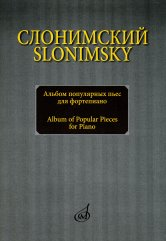 СЛОНИМСКИЙ
SLONIMSKY
Альбом популярных пьес
для фортепиано
Album of Popular Pieces
for Piano